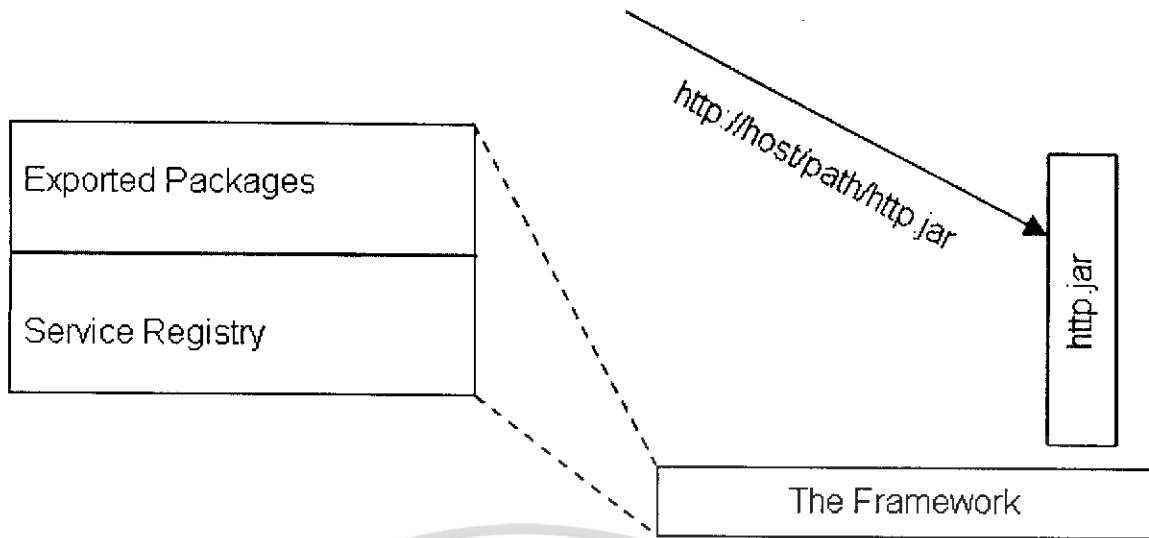 http://host/path/http.jar
Exported Packages
http.jar
Service Registry
The Framework